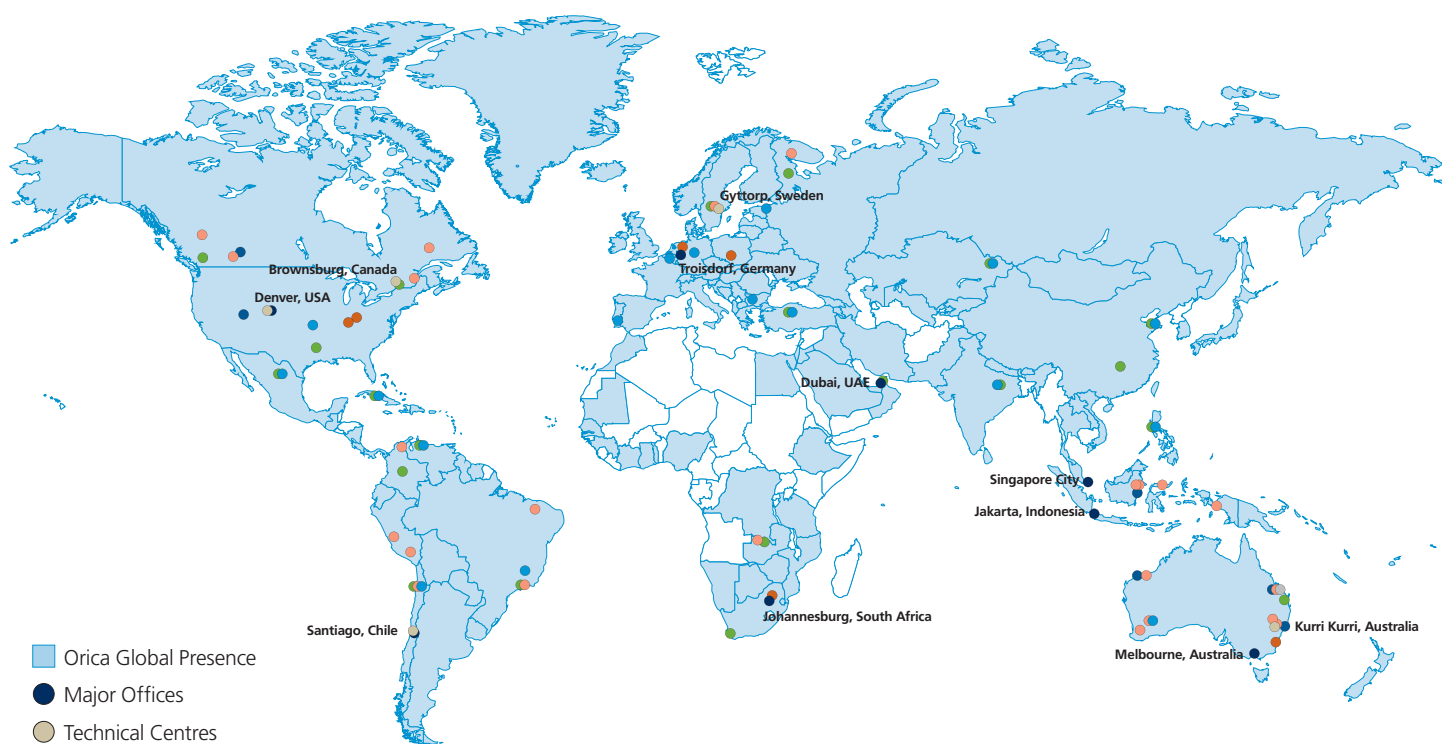 Gyttorp, Sweden
Brownsburg, Canada
Troisdorf, Germany
Denver, USA
Dubai, UAE
Singapore City
Jakarta, Indonesia
Johannesburg, South Africa
Santiago, Chile
Kurri Kurri, Australia
Melbourne, Australia
Orica Global Presence
Major Offices
Technical Centres